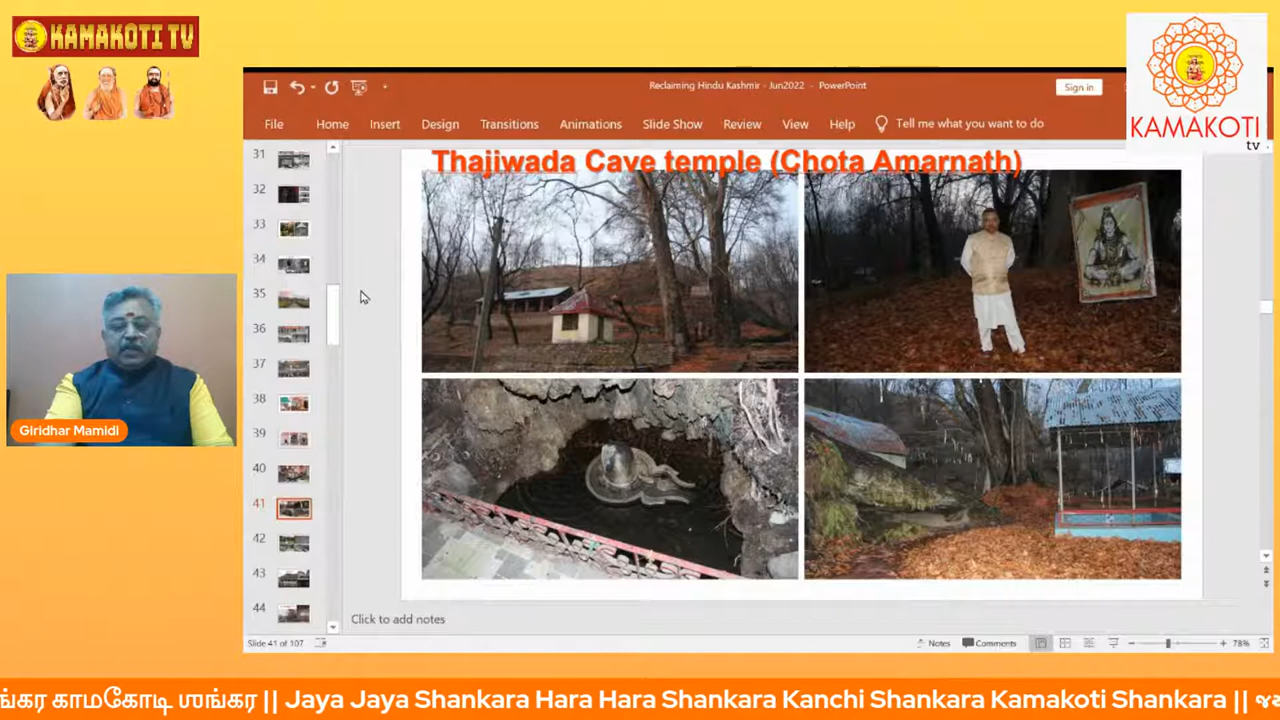 KAMAKOTI TV
KAMAKOTI
tv
Reclaiming Hindu Kashmir - Jun2022 - PowerPoint
Sign in
File Home Insert Design Transitions Animations Slide Show Review View Help Tell me what you want to do
Thajiwada Cave temple (Chota Amarnath)
31
32
33
34
35
36
37
38
39
40
41
42
43
44
Giridhar Mamidi
Click to add notes
Slide 41 of 107
Notes Comments 78%
ங்கர காமகோடி ஶங்கர || Jaya Jaya Shankara Hara Hara Shankara Kanchi Shankara Kamakoti Shankara ||